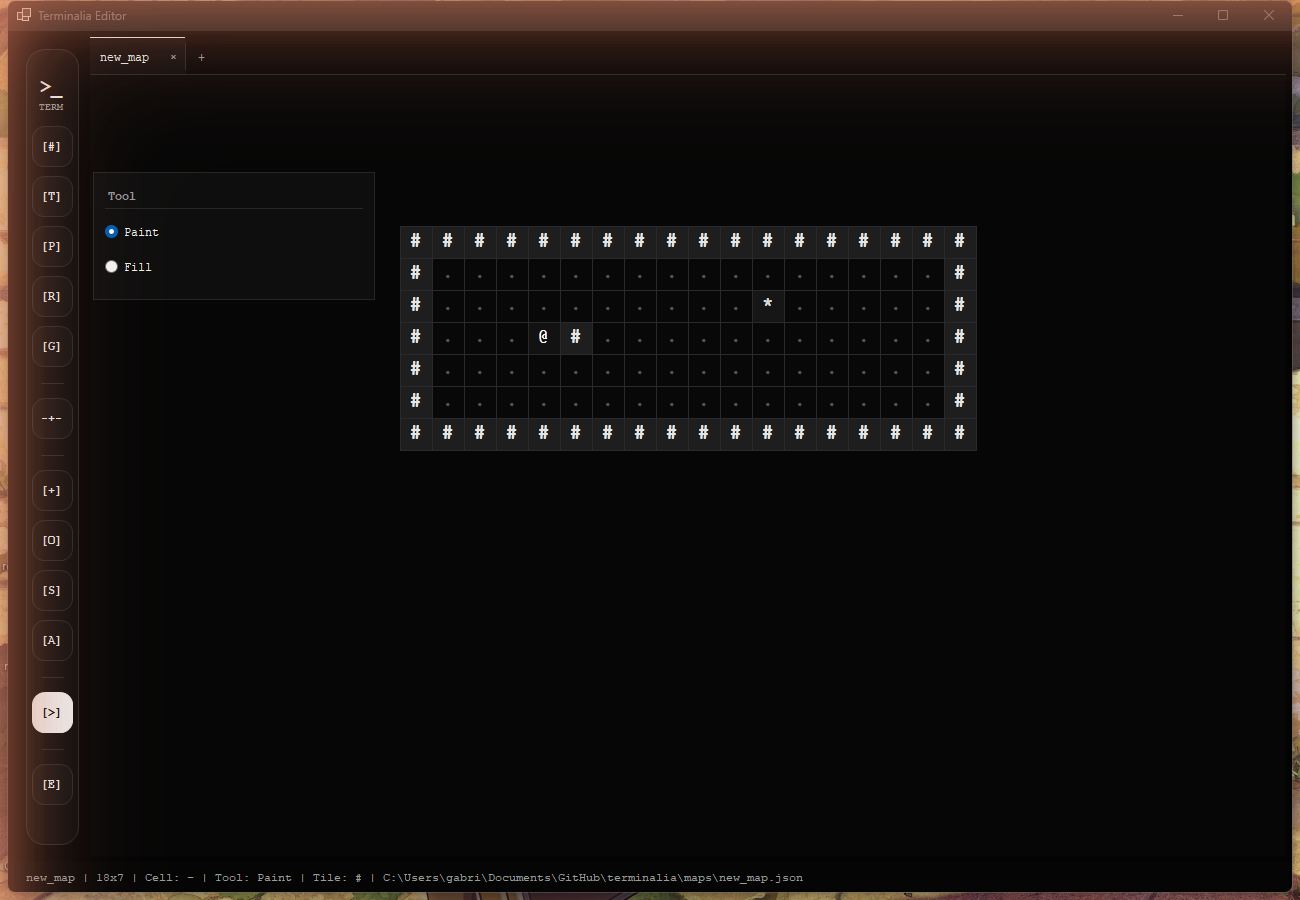 Terminalia Editor
new_map × +
>_
TERM
[#]
[T]
[P]
[R]
[G]
-+-
[+]
[O]
[S]
[A]
[>]
[E]
Tool
Paint
Fill
# # # # # # # # # # # # # # # # # #
# . . . . . . . . . . . . . . . . #
# . . . . . . . . . . * . . . . . #
# . . . @ # . . . . . . . . . . . #
# . . . . . . . . . . . . . . . . #
# . . . . . . . . . . . . . . . . #
# # # # # # # # # # # # # # # # # #
new_map | 18x7 | Cell: - | Tool: Paint | Tile: # | C:\Users\gabri\Documents\GitHub\terminalia\maps\new_map.json